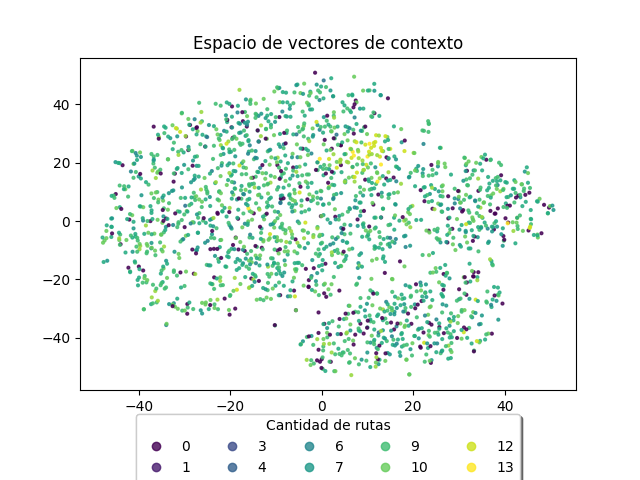 Espacio de vectores de contexto
40
20
0
−20
−40
−40 −20 0 20 40
Cantidad de rutas
0 3 6 9 12
1 4 7 10 13